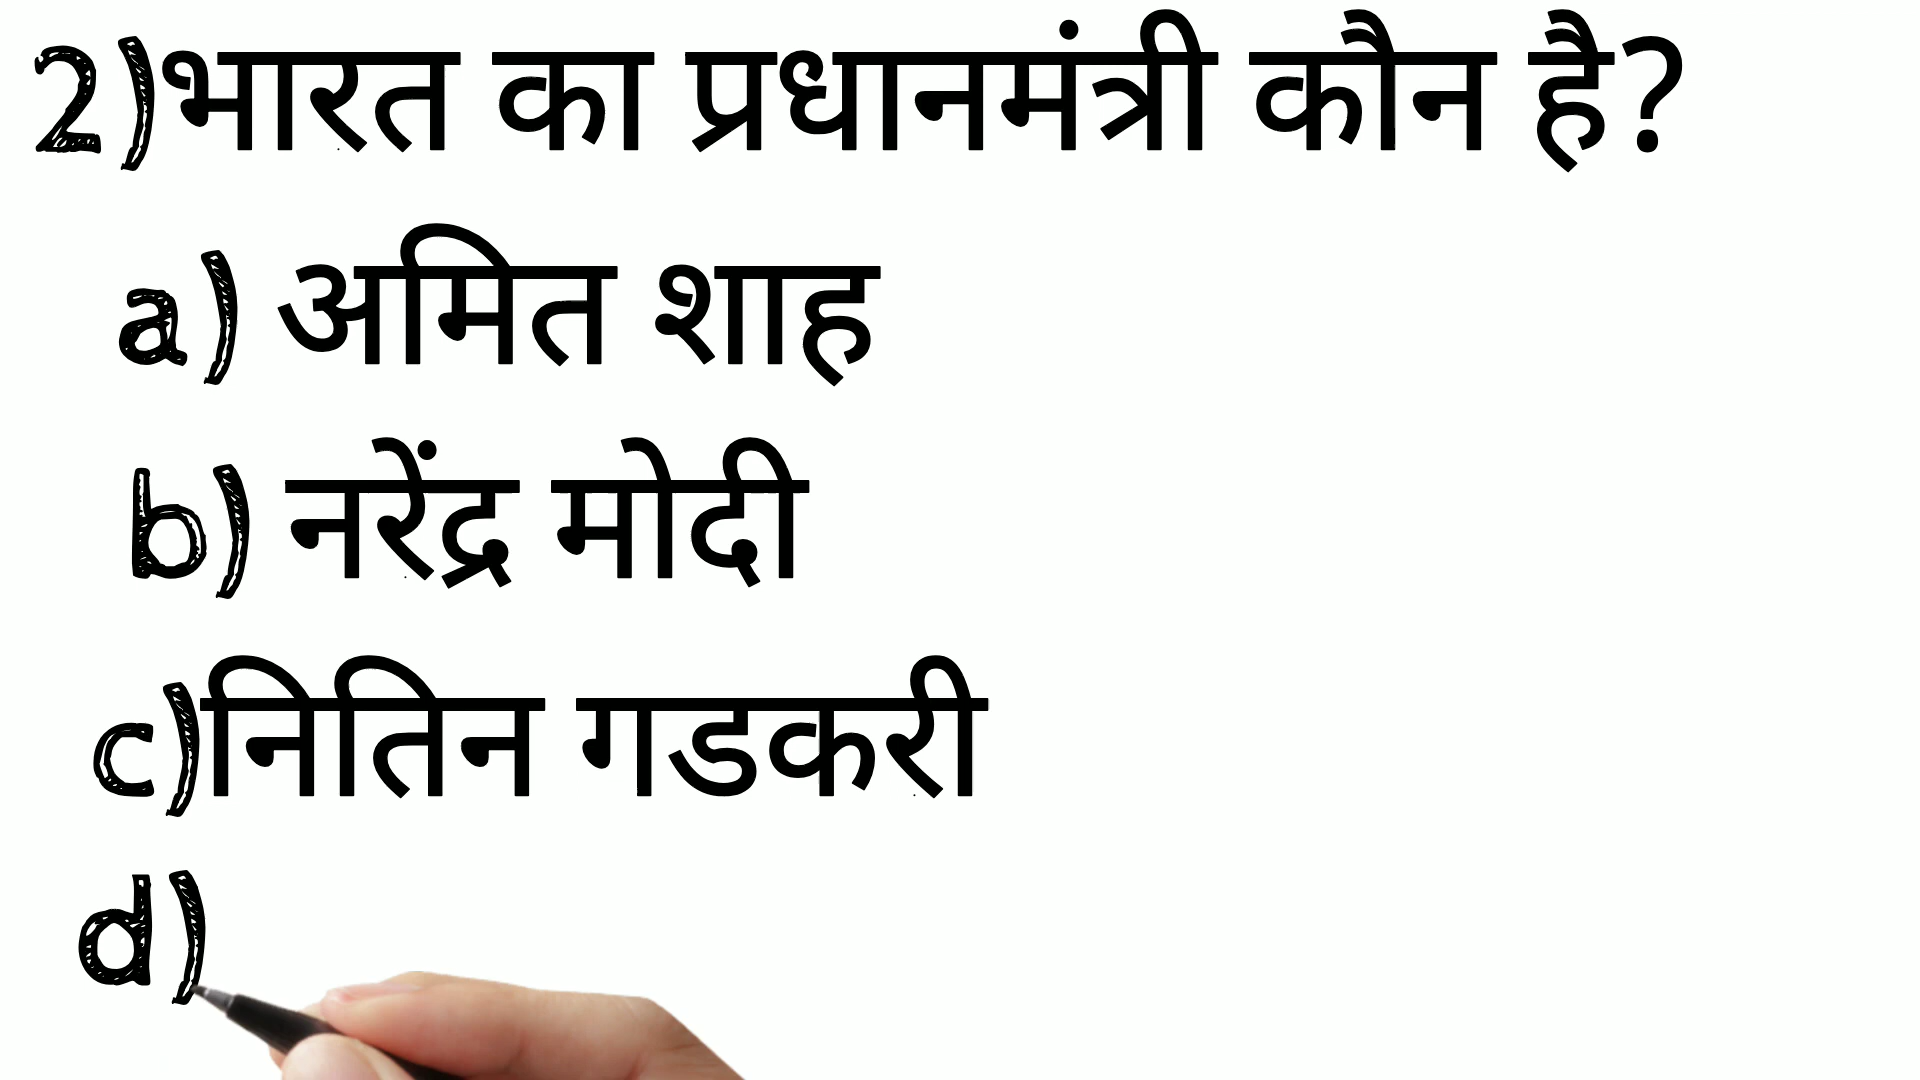 2)भारत का प्रधानमंत्री कौन है?
a) अमित शाह
b) नरेंद्र मोदी
c)नितिन गडकरी
d)